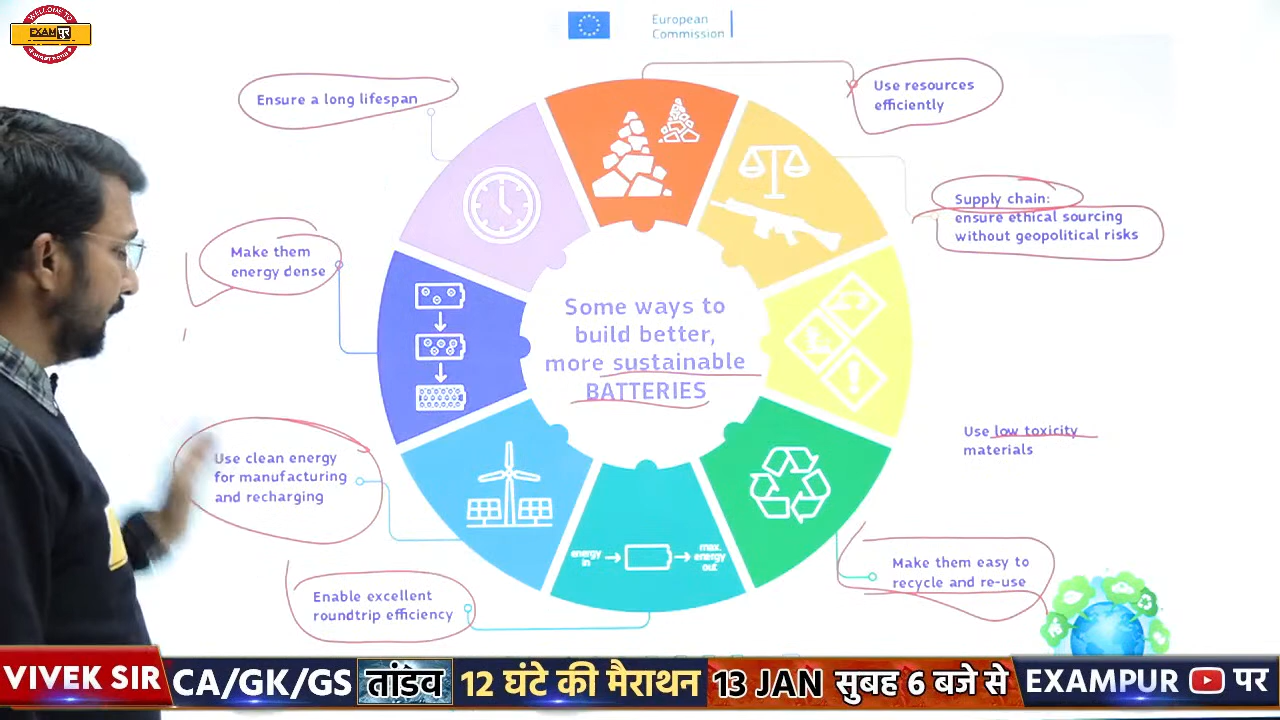 WELCOME TO
EXAM पुर
European
Commission
Ensure a long lifespan
Use resources
efficiently
Supply chain:
ensure ethical sourcing
without geopolitical risks
Make them
energy dense
Some ways to
build better,
more sustainable
BATTERIES
Use low toxicity
materials
Use clean energy
for manufacturing
and recharging
energy
in
max.
energy
out
Make them easy to
recycle and re-use
Enable excellent
roundtrip efficiency
VIVEK SIR
CA/GK/GS
तांडव
12 घंटे की मैराथन
13 JAN सुबह 6 बजे से
EXAMPUR पर